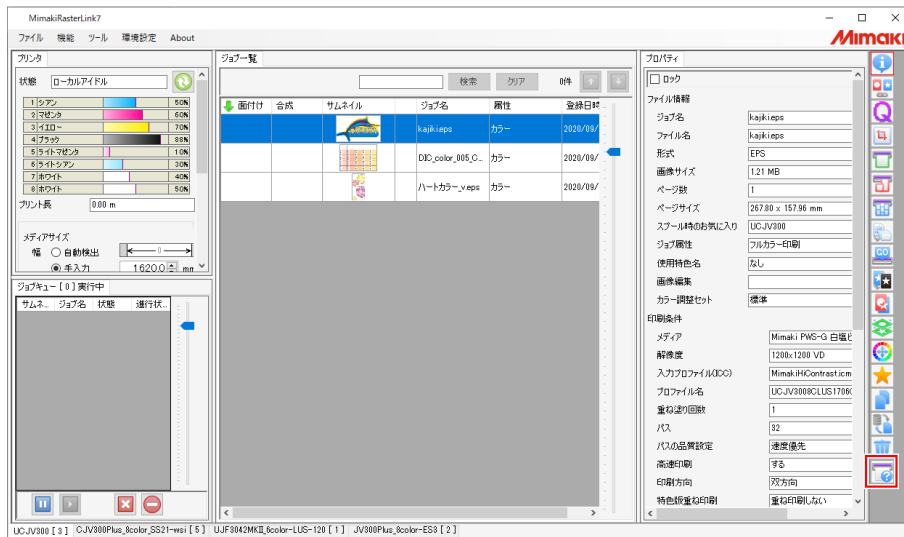 MimakiRasterLink7
ファイル 機能 ツール 環境設定 About
Mimaki
プリンタ
状態 ローカルアイドル
1 シアン 50%
2 マゼンタ 60%
3 イエロー 70%
4 ブラック 88%
5 ライトマゼンタ 10%
6 ライトシアン 30%
7 ホワイト 40%
8 ホワイト 50%
プリント長 0.00 m
メディアサイズ
幅 自動検出 0
手入力 1620.0
ジョブキュー [ 0 ] 実行中
サムネ... ジョブ名 状態 進行状...
ジョブ一覧
検索 クリア 0件
面付け 合成 サムネイル ジョブ名 属性 登録日時
kajiki.eps カラー 2020/09/
DIC_color_005_C... カラー 2020/09/
ハートカラー_v.eps カラー 2020/09/
プロパティ
ロック
ファイル情報
ジョブ名 kajiki.eps
ファイル名 kajiki.eps
形式 EPS
画像サイズ 1.21 MB
ページ数 1
ページサイズ 267.80 x 157.96 mm
スプール時のお気に入り UCJV300
ジョブ属性 フルカラー印刷
使用特色名 なし
画像編集
カラー調整セット 標準
印刷条件
メディア Mimaki PWS-G 白塩ビ
解像度 1200x1200 VD
入力プロファイル(ICC) MimakiHiContrast.icm
プロファイル名 UCJV3008CLUS1706
重ね塗り回数 1
パス 32
パスの品質設定 速度優先
高速印刷 する
印刷方向 双方向
特色版重ね印刷 重ね印刷しない
UCJV300 [ 3 ] CJV300Plus_8color_SS21-wsi [ 5 ] UJF3042MKII_6color-LUS-120 [ 1 ] JV300Plus_8color-ES3 [ 2 ]